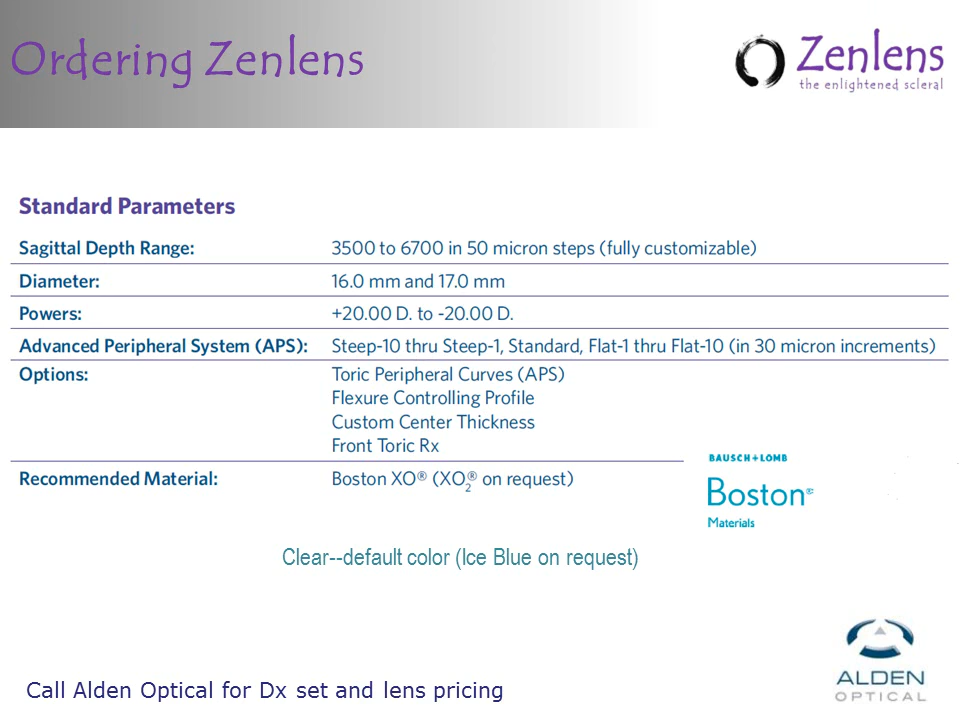 Ordering Zenlens
Zenlens
the enlightened scleral
Standard Parameters
Sagittal Depth Range: 3500 to 6700 in 50 micron steps (fully customizable)
Diameter: 16.0 mm and 17.0 mm
Powers: +20.00 D. to -20.00 D.
Advanced Peripheral System (APS): Steep-10 thru Steep-1, Standard, Flat-1 thru Flat-10 (in 30 micron increments)
Options: Toric Peripheral Curves (APS)
Flexure Controlling Profile
Custom Center Thickness
Front Toric Rx
Recommended Material: Boston XO® (XO₂® on request)
BAUSCH + LOMB
Boston®
Materials
Clear--default color (Ice Blue on request)
ALDEN
OPTICAL
Call Alden Optical for Dx set and lens pricing